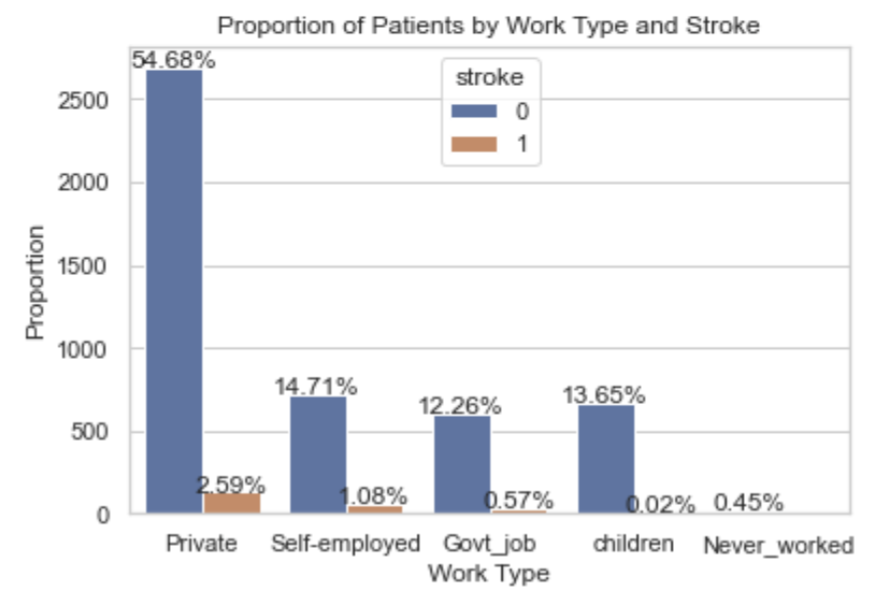 Proportion of Patients by Work Type and Stroke
54.68%
stroke
0
1
2500
2000
1500
1000
500
0
Proportion
14.71%
12.26%
13.65%
2.59%
1.08%
0.57%
0.02%
0.45%
Private
Self-employed
Govt_job
children
Never_worked
Work Type